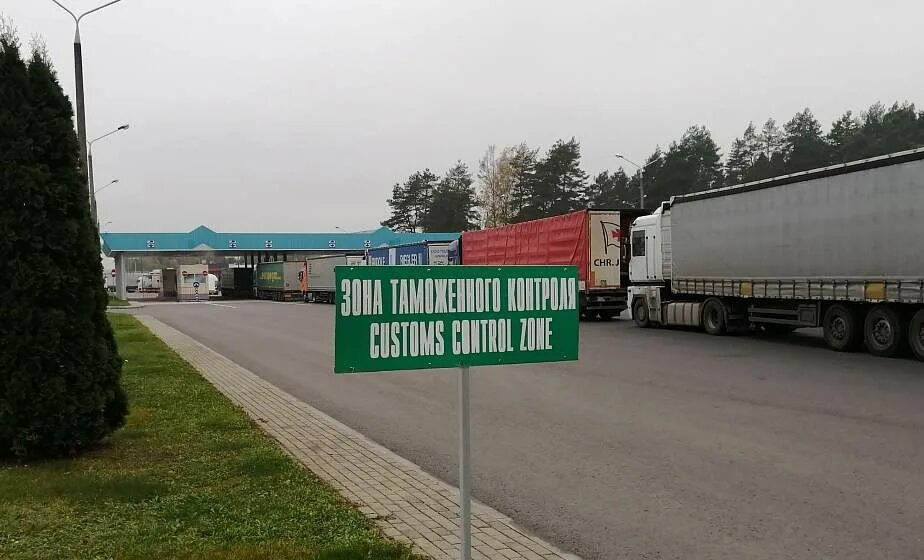 ЗОНА ТАМОЖЕННОГО КОНТРОЛЯ
CUSTOMS CONTROL ZONE
CHR. J